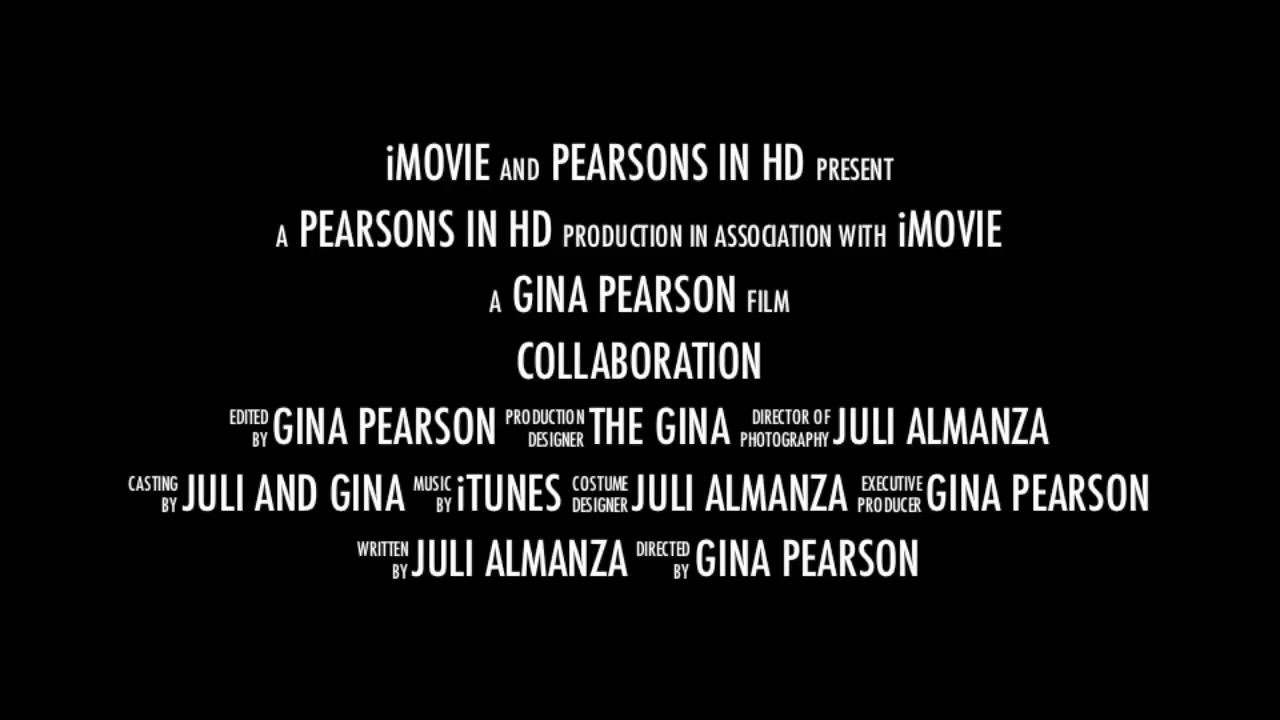 iMOVIE AND PEARSONS IN HD PRESENT
A PEARSONS IN HD PRODUCTION IN ASSOCIATION WITH iMOVIE
A GINA PEARSON FILM
COLLABORATION
EDITED BY GINA PEARSON PRODUCTION DESIGNER THE GINA DIRECTOR OF PHOTOGRAPHY JULI ALMANZA
CASTING BY JULI AND GINA MUSIC BY iTUNES COSTUME DESIGNER JULI ALMANZA EXECUTIVE PRODUCER GINA PEARSON
WRITTEN BY JULI ALMANZA DIRECTED BY GINA PEARSON